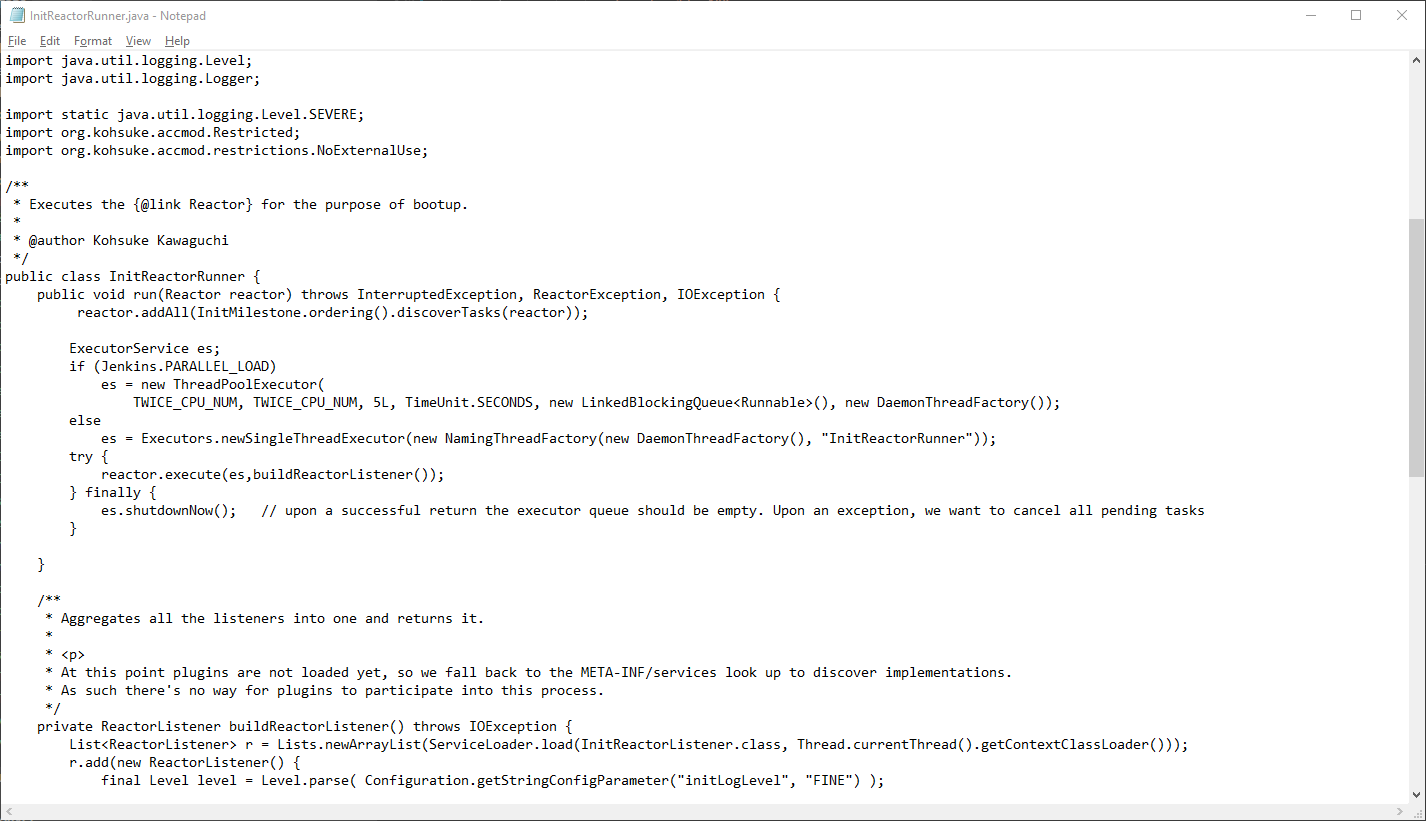 InitReactorRunner.java - Notepad
File Edit Format View Help
import java.util.logging.Level;
import java.util.logging.Logger;

import static java.util.logging.Level.SEVERE;
import org.kohsuke.accmod.Restricted;
import org.kohsuke.accmod.restrictions.NoExternalUse;

/**
 * Executes the {@link Reactor} for the purpose of bootup.
 *
 * @author Kohsuke Kawaguchi
 */
public class InitReactorRunner {
    public void run(Reactor reactor) throws InterruptedException, ReactorException, IOException {
         reactor.addAll(InitMilestone.ordering().discoverTasks(reactor));

        ExecutorService es;
        if (Jenkins.PARALLEL_LOAD)
            es = new ThreadPoolExecutor(
                TWICE_CPU_NUM, TWICE_CPU_NUM, 5L, TimeUnit.SECONDS, new LinkedBlockingQueue<Runnable>(), new DaemonThreadFactory());
        else
            es = Executors.newSingleThreadExecutor(new NamingThreadFactory(new DaemonThreadFactory(), "InitReactorRunner"));
        try {
            reactor.execute(es,buildReactorListener());
        } finally {
            es.shutdownNow();   // upon a successful return the executor queue should be empty. Upon an exception, we want to cancel all pending tasks
        }

    }

    /**
     * Aggregates all the listeners into one and returns it.
     *
     * <p>
     * At this point plugins are not loaded yet, so we fall back to the META-INF/services look up to discover implementations.
     * As such there's no way for plugins to participate into this process.
     */
    private ReactorListener buildReactorListener() throws IOException {
        List<ReactorListener> r = Lists.newArrayList(ServiceLoader.load(InitReactorListener.class, Thread.currentThread().getContextClassLoader()));
        r.add(new ReactorListener() {
            final Level level = Level.parse( Configuration.getStringConfigParameter("initLogLevel", "FINE") );